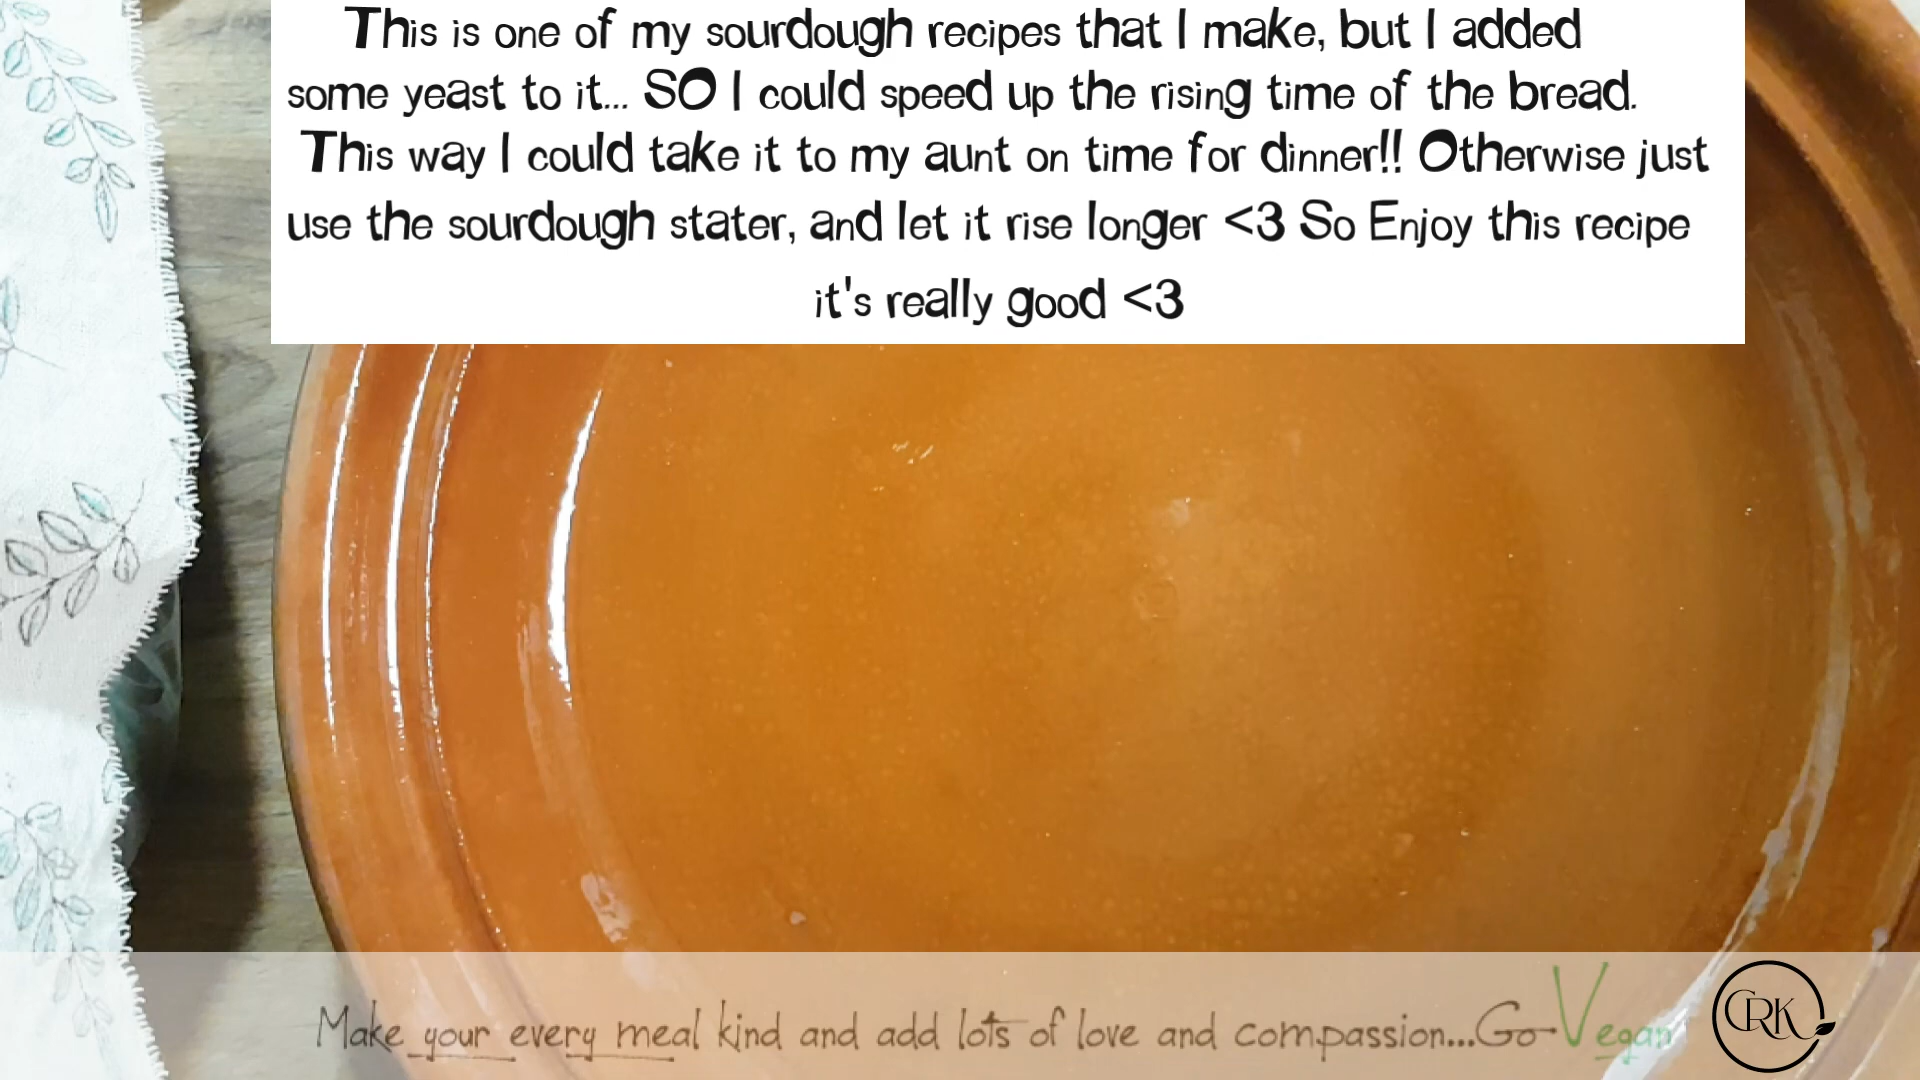 This is one of my sourdough recipes that I make, but I added
some yeast to it... SO I could speed up the rising time of the bread.
This way I could take it to my aunt on time for dinner!! Otherwise just
use the sourdough stater, and let it rise longer <3 So Enjoy this recipe
it's really good <3
Make your every meal kind and add lots of love and compassion...Go Vegan
CRK